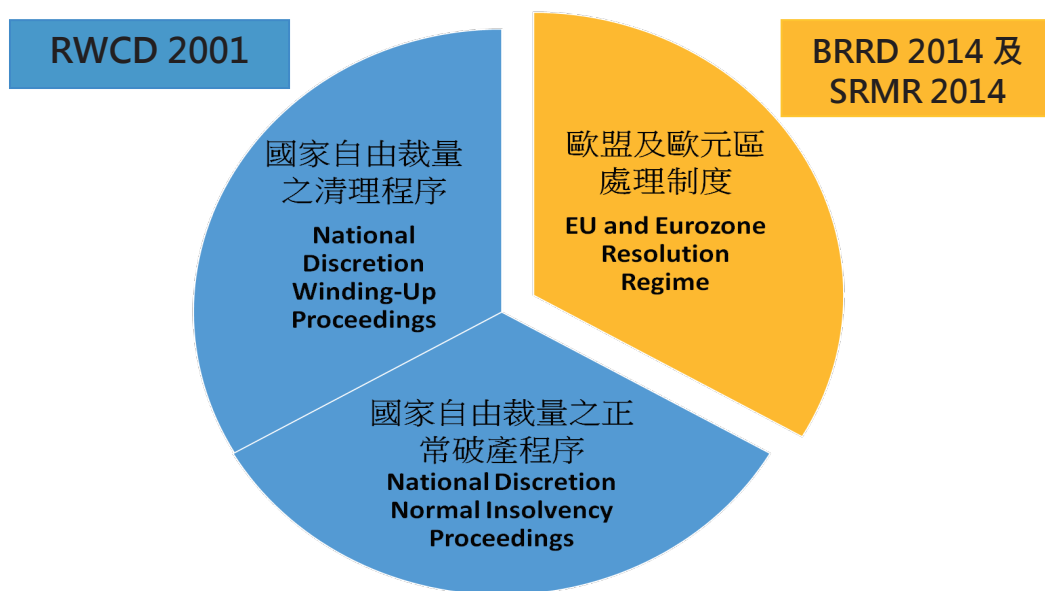 RWCD 2001
BRRD 2014 及
SRMR 2014
國家自由裁量
之清理程序
National
Discretion
Winding-Up
Proceedings
歐盟及歐元區
處理制度
EU and Eurozone
Resolution
Regime
國家自由裁量之正
常破產程序
National Discretion
Normal Insolvency
Proceedings